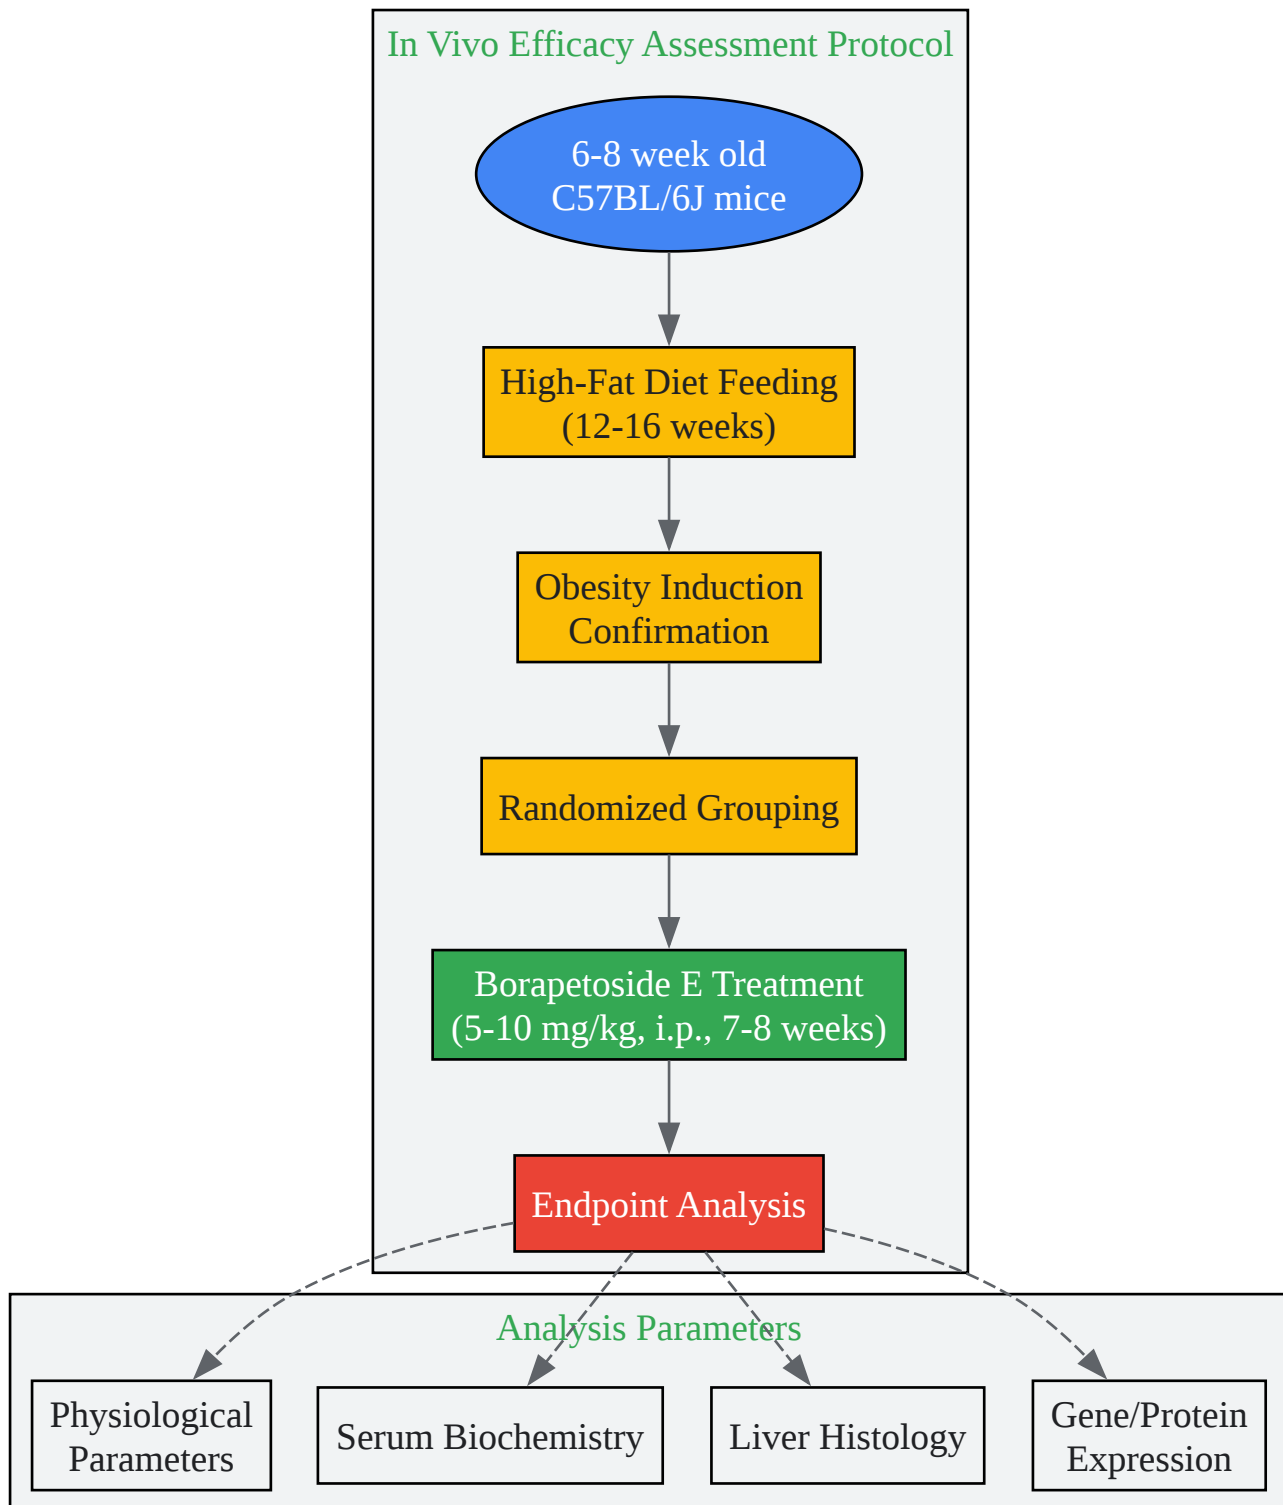 In Vivo Efficacy Assessment Protocol
6-8 week old
C57BL/6J mice
High-Fat Diet Feeding
(12-16 weeks)
Obesity Induction
Confirmation
Randomized Grouping
Borapetoside E Treatment
(5-10 mg/kg, i.p., 7-8 weeks)
Endpoint Analysis
Analysis Parameters
Physiological
Parameters
Serum Biochemistry
Liver Histology
Gene/Protein
Expression